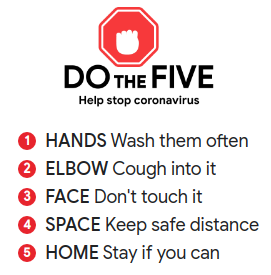 DO THE FIVE
Help stop coronavirus
1 HANDS Wash them often
2 ELBOW Cough into it
3 FACE Don't touch it
4 SPACE Keep safe distance
5 HOME Stay if you can